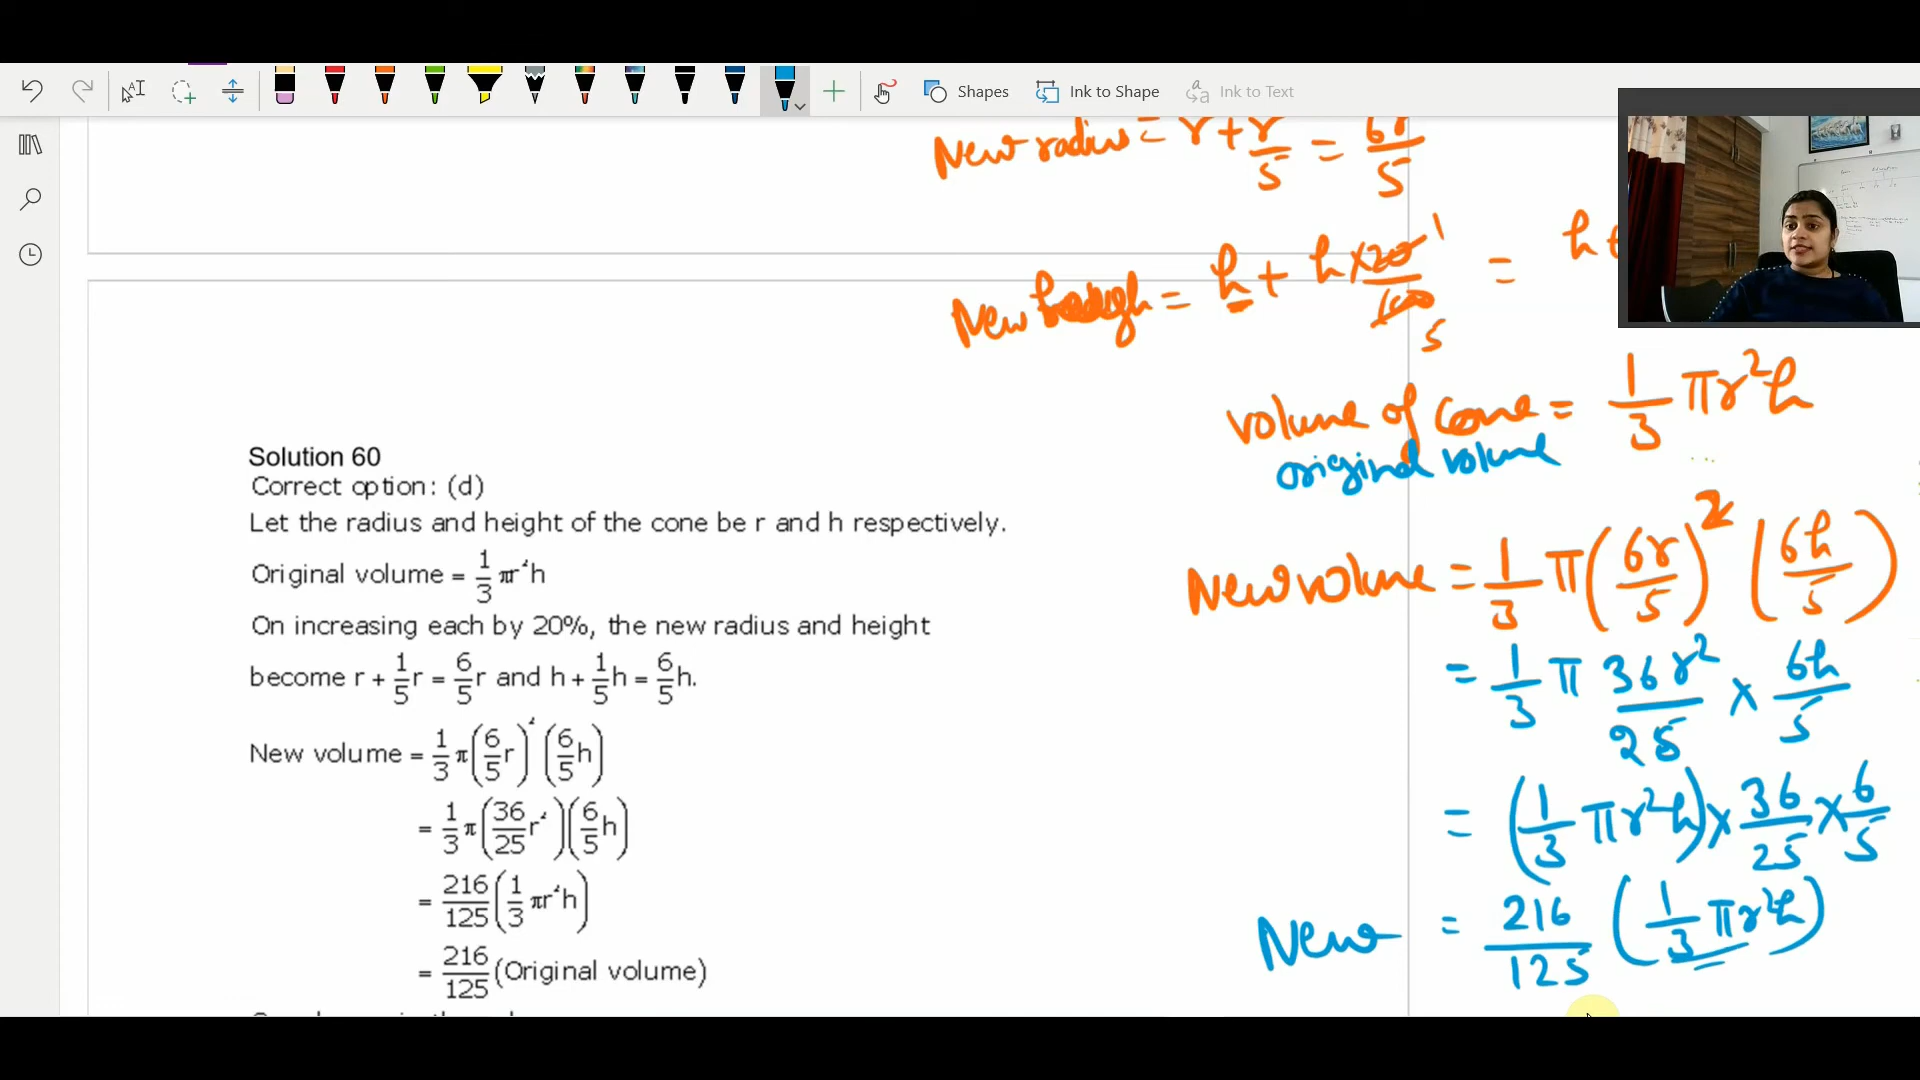 Shapes
Ink to Shape
Ink to Text
New radius = r + r/5 = 6r/5
New = h + h × 20/100 1 5 = h +
volume of cone = 1/3 πr²h
original volume
New volume = 1/3 π (6r/5)² (6h/5)
= 1/3 π 36r²/25 × 6h/5
= (1/3 πr²h) × 36/25 × 6/5
New = 216/125 (1/3 πr²h)
Solution 60
Correct option: (d)
Let the radius and height of the cone be r and h respectively.
Original volume = 1/3 πr²h
On increasing each by 20%, the new radius and height
become r + 1/5 r = 6/5 r and h + 1/5 h = 6/5 h.
New volume = 1/3 π (6/5 r)² (6/5 h)
= 1/3 π (36/25 r²)(6/5 h)
= 216/125 (1/3 πr²h)
= 216/125 (Original volume)